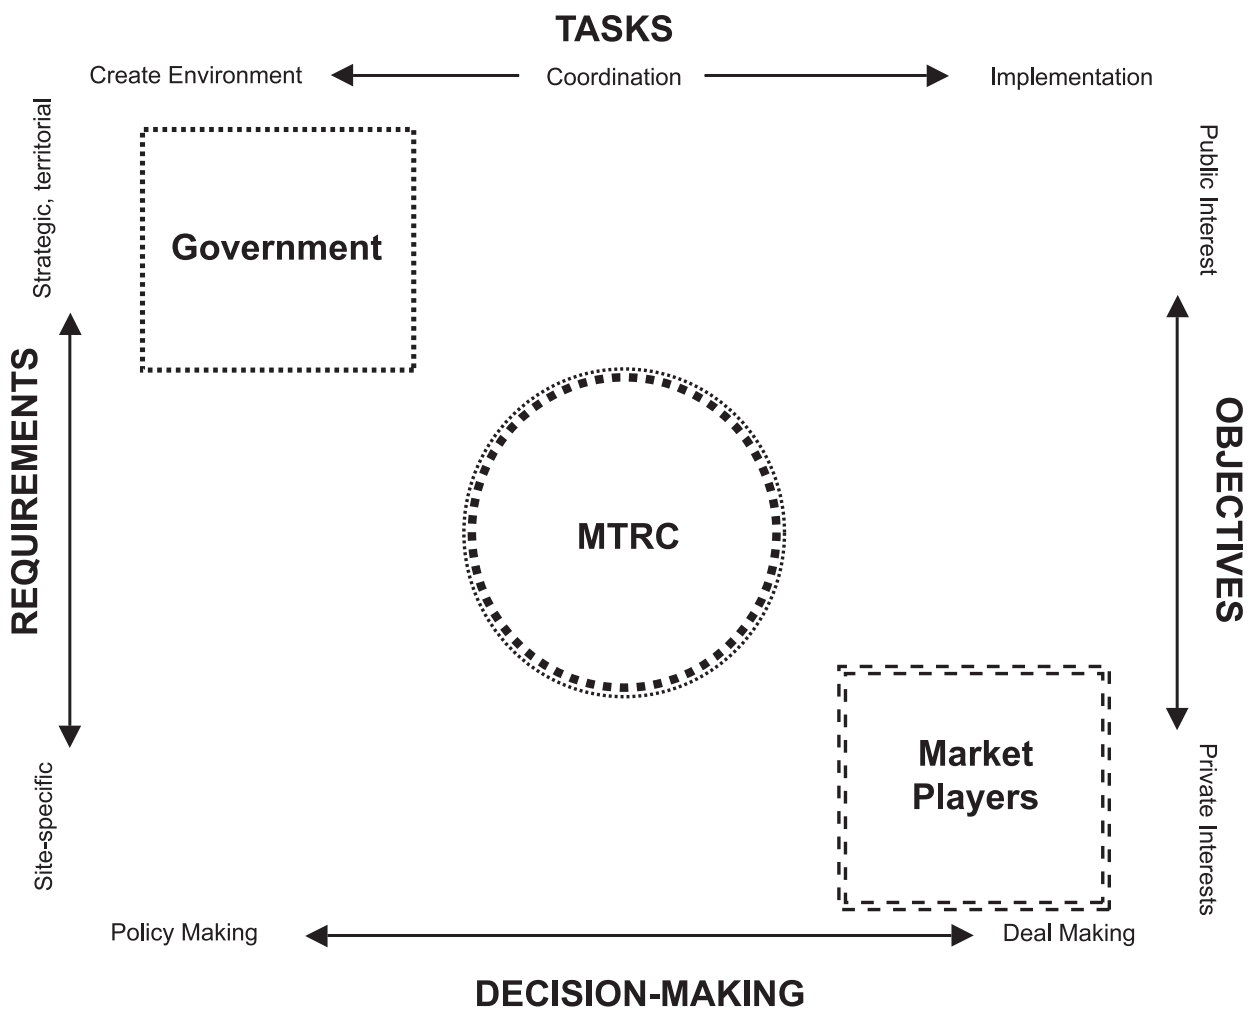 TASKS
Create Environment
Coordination
Implementation
Strategic, territorial
Public Interest
Government
REQUIREMENTS
OBJECTIVES
MTRC
Market
Players
Site-specific
Private Interests
Policy Making
Deal Making
DECISION-MAKING